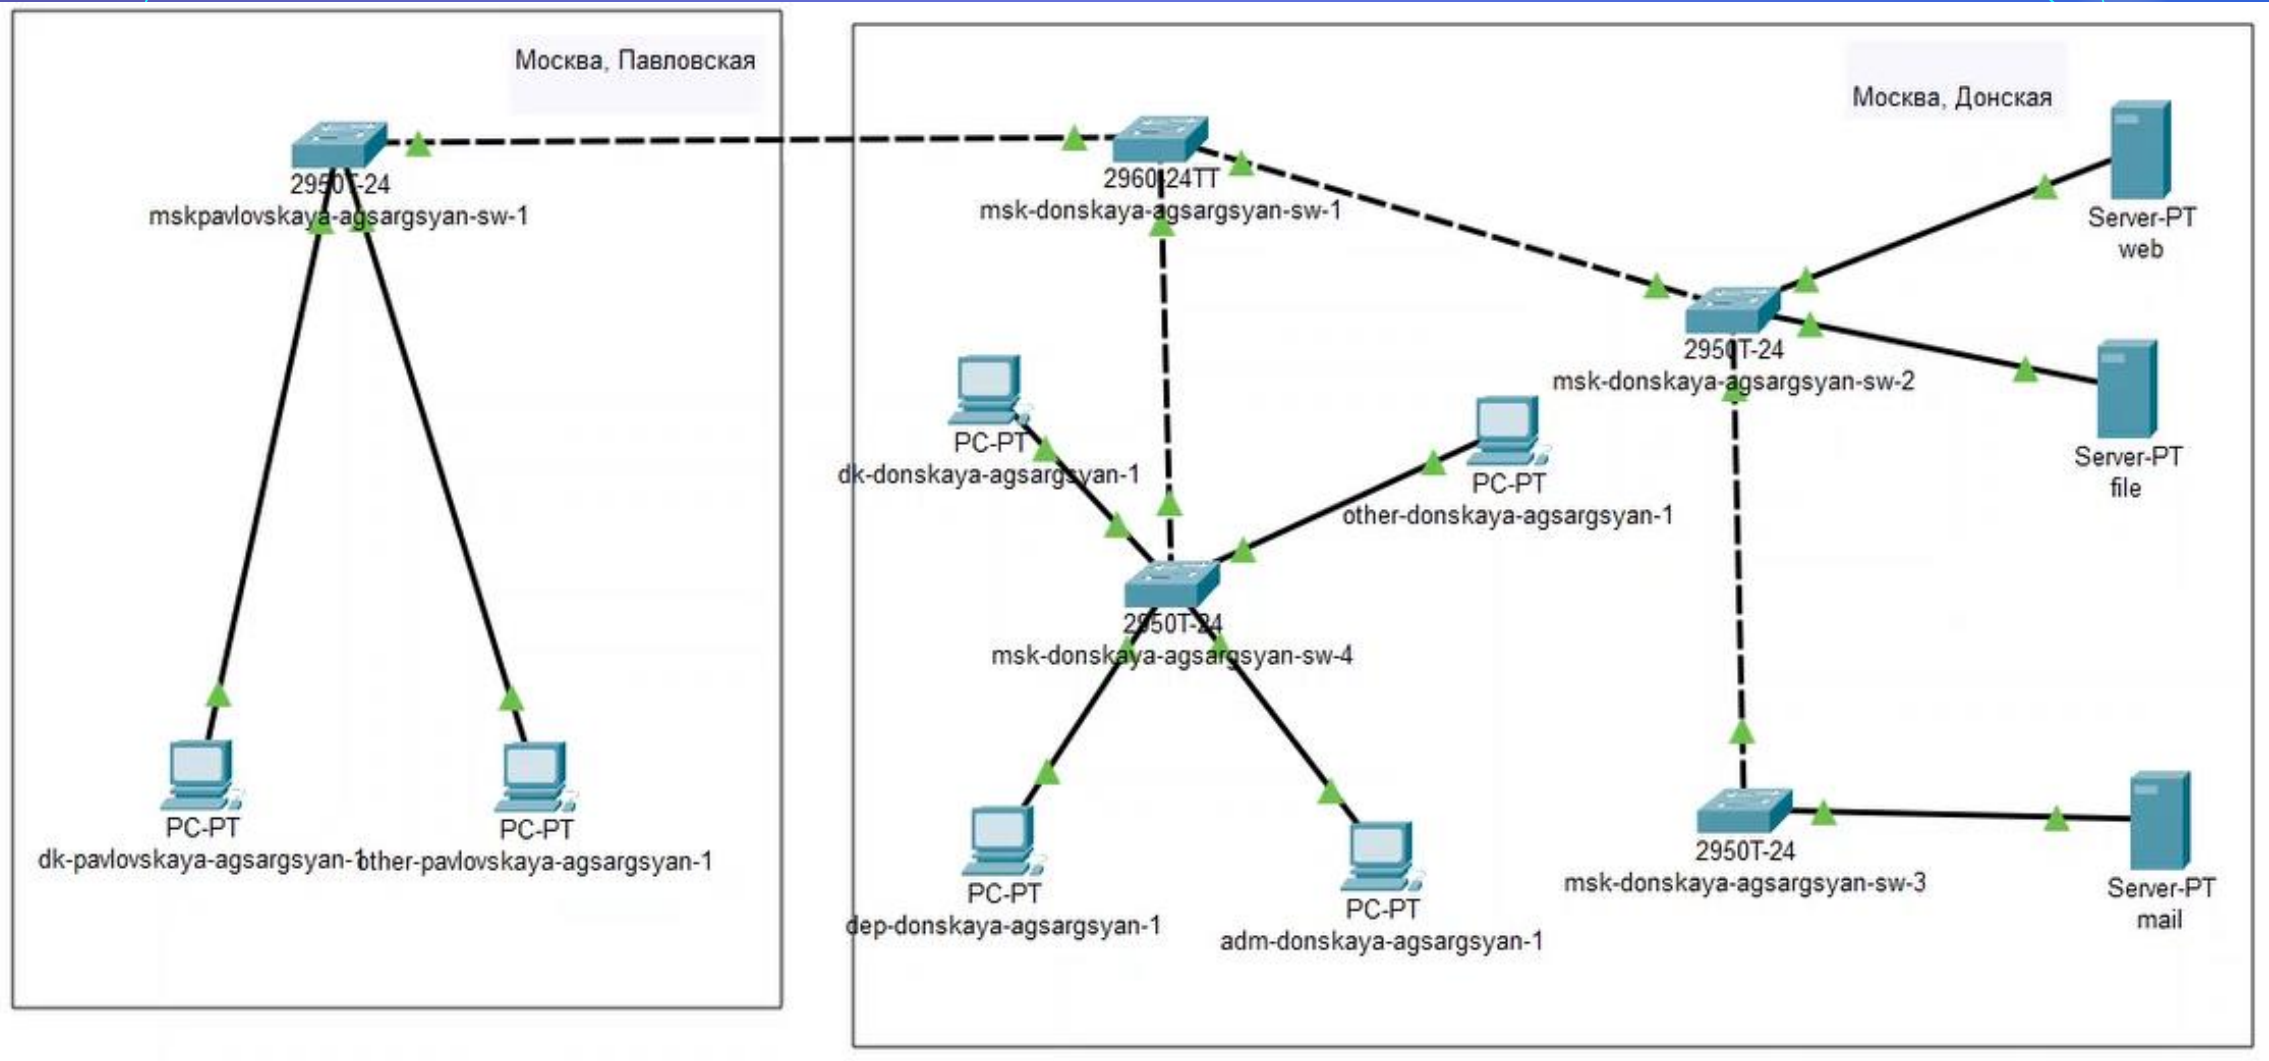 Москва, Павловская
2950T-24
mskpavlovskaya-agsargsyan-sw-1
PC-PT
dk-pavlovskaya-agsargsyan-1
PC-PT
other-pavlovskaya-agsargsyan-1
Москва, Донская
2960-24TT
msk-donskaya-agsargsyan-sw-1
Server-PT
web
2950T-24
msk-donskaya-agsargsyan-sw-2
Server-PT
file
PC-PT
dk-donskaya-agsargsyan-1
PC-PT
other-donskaya-agsargsyan-1
2950T-24
msk-donskaya-agsargsyan-sw-4
PC-PT
dep-donskaya-agsargsyan-1
PC-PT
adm-donskaya-agsargsyan-1
2950T-24
msk-donskaya-agsargsyan-sw-3
Server-PT
mail